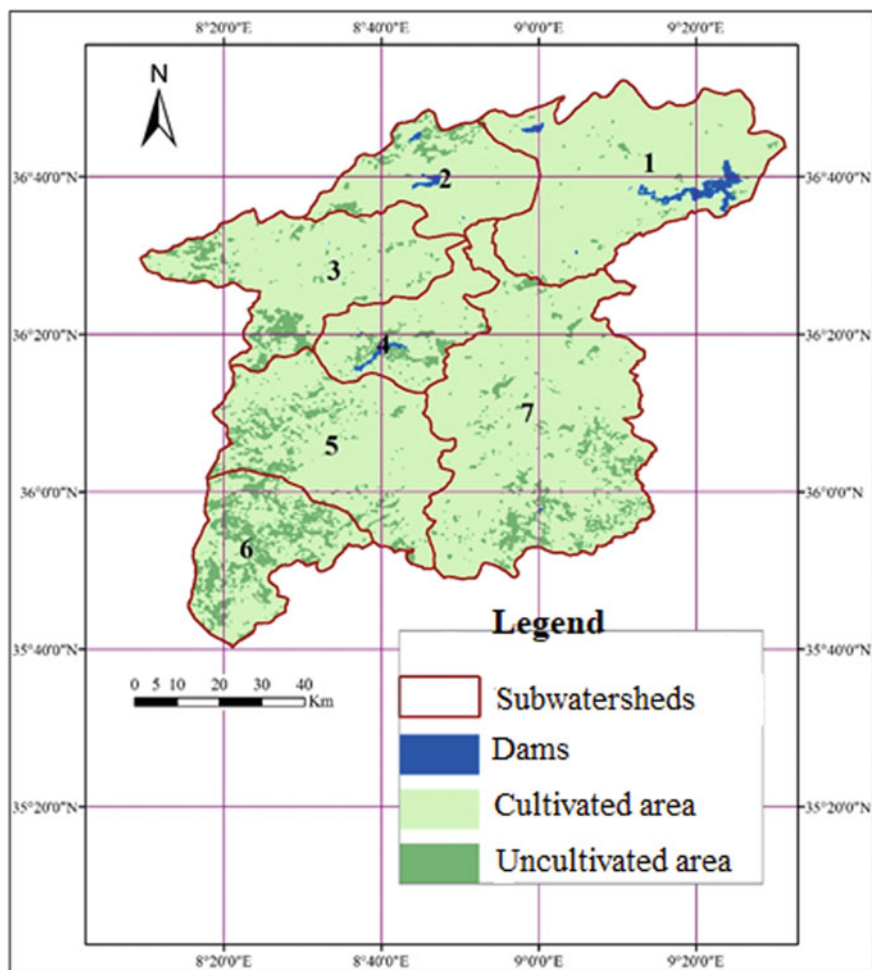 8°20'0"E 8°40'0"E 9°0'0"E 9°20'0"E
N
36°40'0"N 36°40'0"N
1
2
3
36°20'0"N 36°20'0"N
4
7
5
36°0'0"N 36°0'0"N
6
Legend
35°40'0"N 35°40'0"N
0 5 10 20 30 40
Km
Subwatersheds
Dams
35°20'0"N 35°20'0"N
Cultivated area
Uncultivated area
8°20'0"E 8°40'0"E 9°0'0"E 9°20'0"E